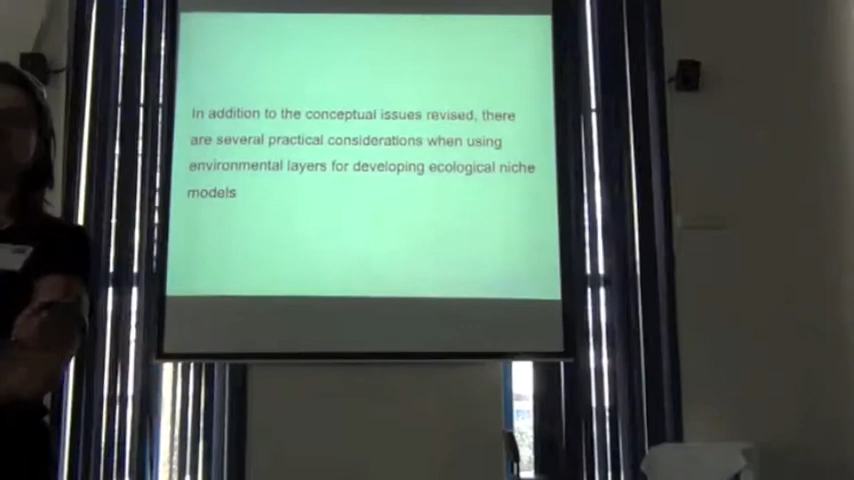 In addition to the conceptual issues revised, there
are several practical considerations when using
environmental layers for developing ecological niche
models